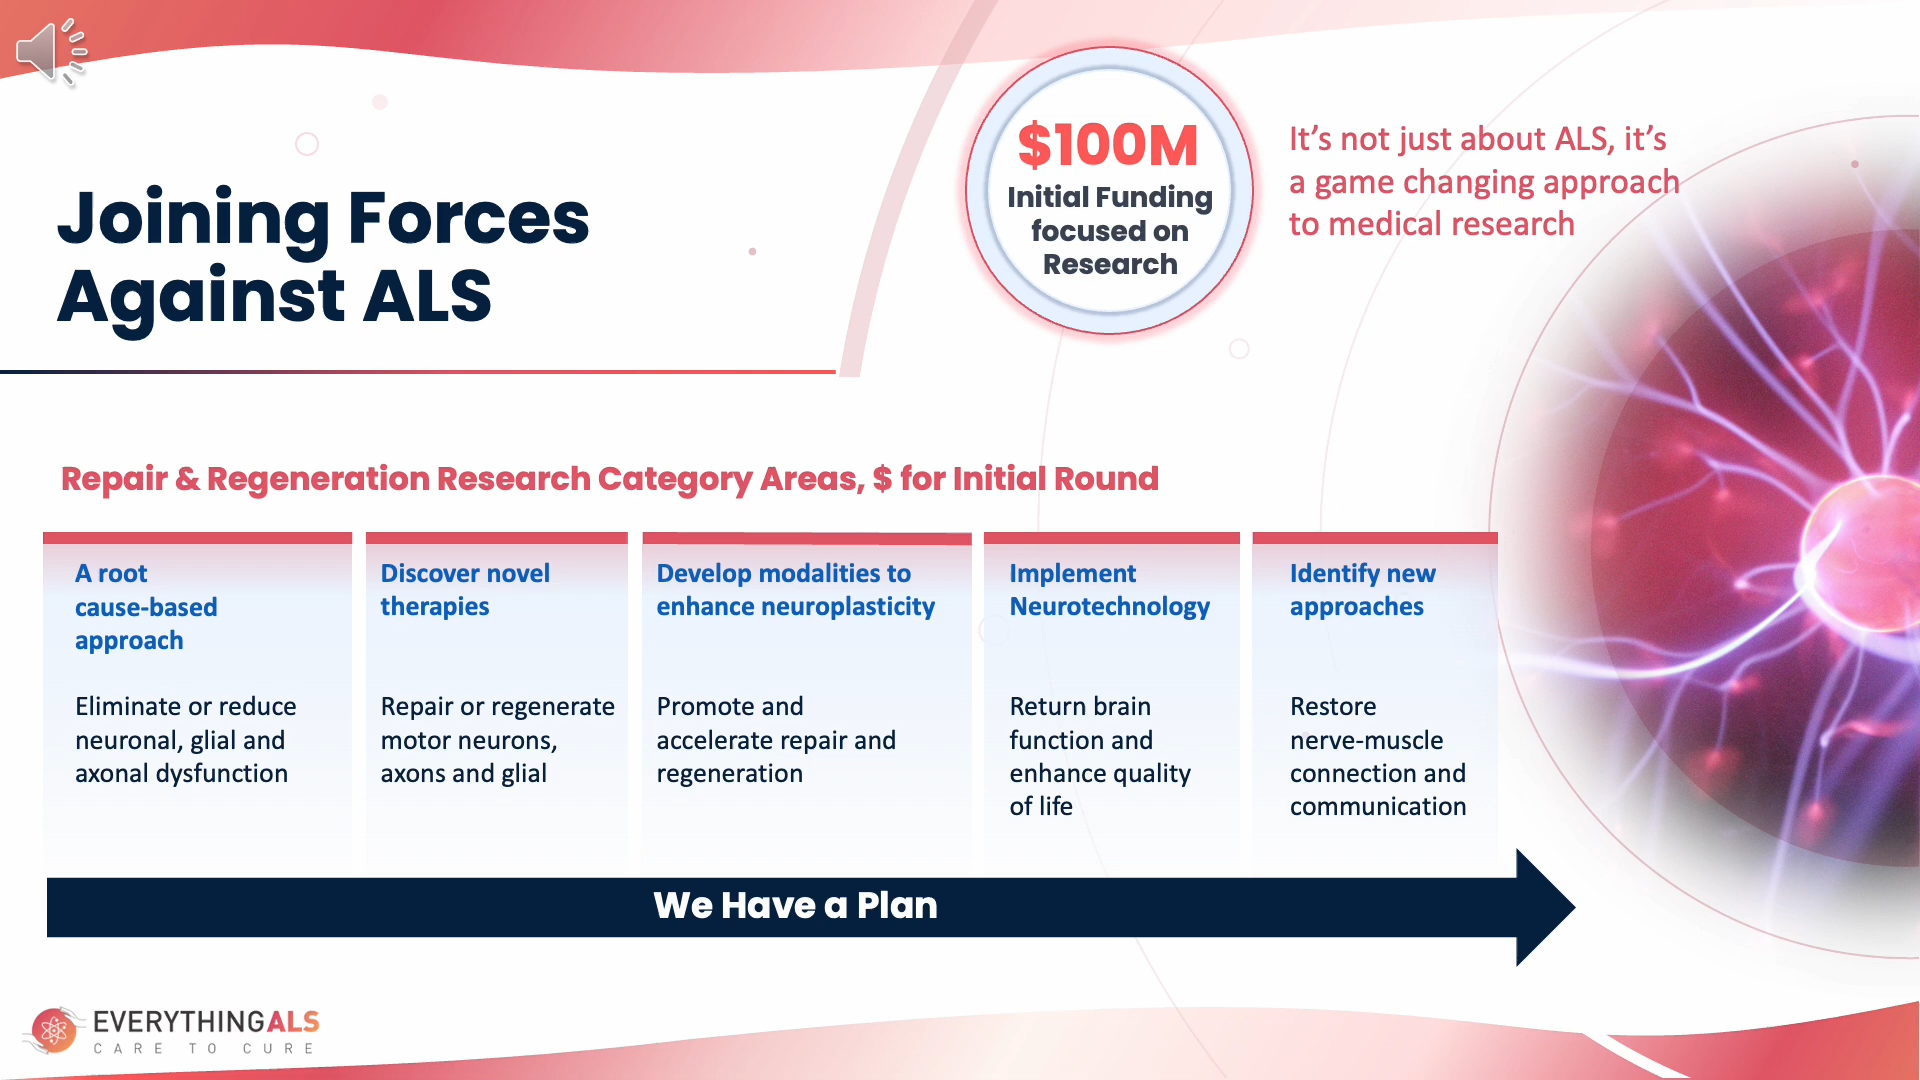 Joining Forces
Against ALS
$100M
Initial Funding
focused on
Research
It’s not just about ALS, it’s
a game changing approach
to medical research
Repair & Regeneration Research Category Areas, $ for Initial Round
A root
cause-based
approach
Eliminate or reduce
neuronal, glial and
axonal dysfunction
Discover novel
therapies
Repair or regenerate
motor neurons,
axons and glial
Develop modalities to
enhance neuroplasticity
Promote and
accelerate repair and
regeneration
Implement
Neurotechnology
Return brain
function and
enhance quality
of life
Identify new
approaches
Restore
nerve-muscle
connection and
communication
We Have a Plan
EVERYTHINGALS
CARE TO CURE